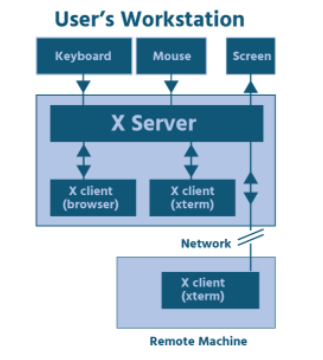 User's Workstation
Keyboard
Mouse
Screen
X Server
X client
(browser)
X client
(xterm)
Network
X client
(xterm)
Remote Machine